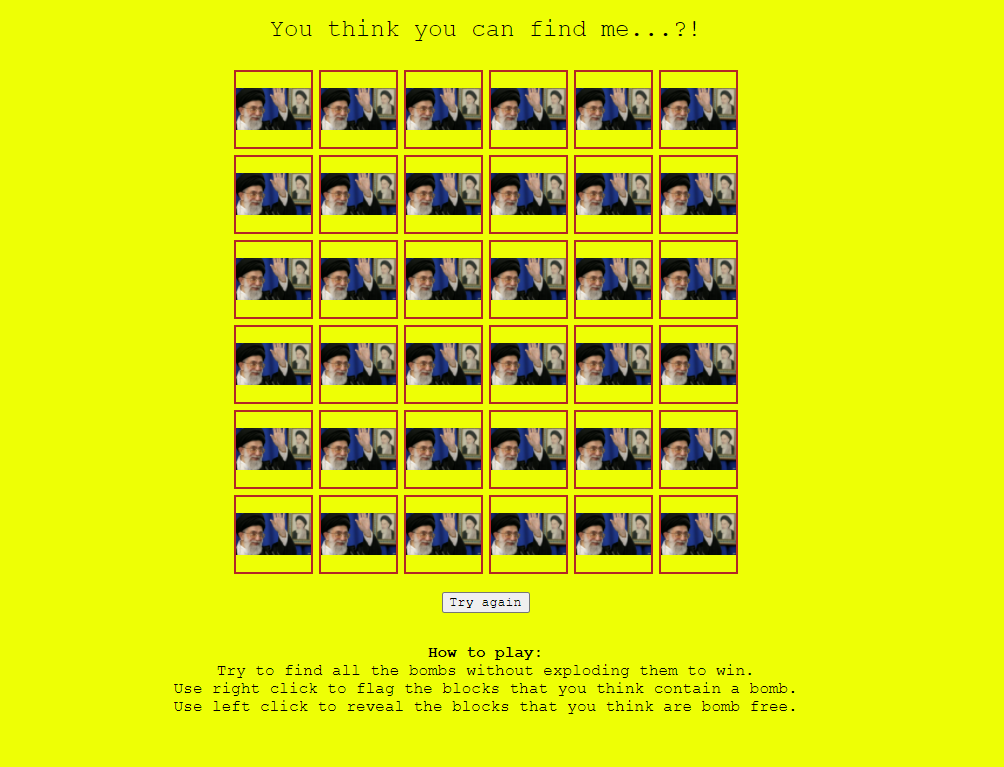 You think you can find me...?!
Try again
How to play:
Try to find all the bombs without exploding them to win.
Use right click to flag the blocks that you think contain a bomb.
Use left click to reveal the blocks that you think are bomb free.